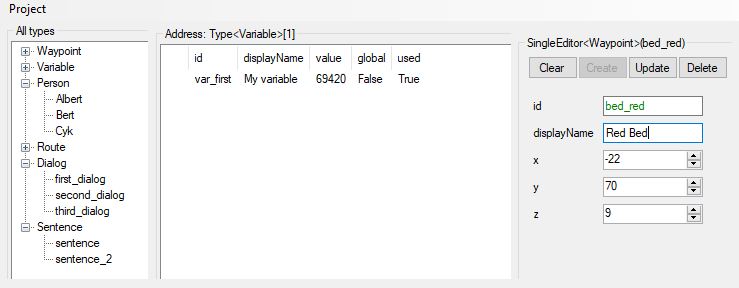 Project
All types
Waypoint
Variable
Person
Albert
Bert
Cyk
Route
Dialog
first_dialog
second_dialog
third_dialog
Sentence
sentence
sentence_2
Address: Type<Variable>[1]
id displayName value global used
var_first My variable 69420 False True
SingleEditor<Waypoint>(bed_red)
Clear Create Update Delete
id bed_red
displayName Red Bed
x -22
y 70
z 9